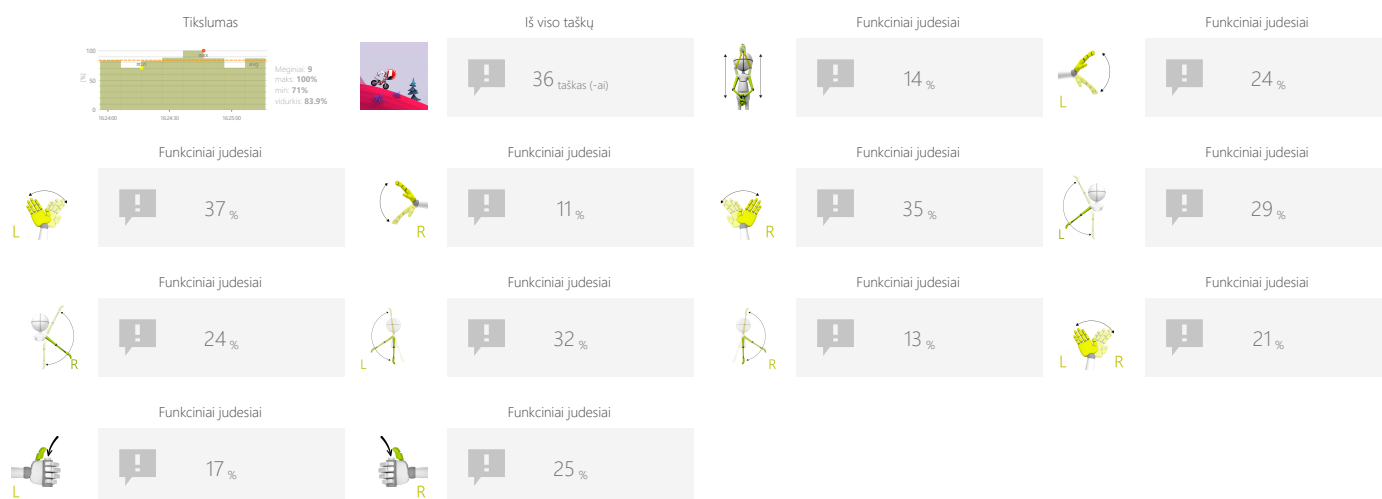 Tikslumas
Iš viso taškų
Funkciniai judesiai
Funkciniai judesiai
100
50
0
(%)
min
max
avg
16:24:00
16:24:30
16:25:00
Mėginiai: 9
maks: 100%
min: 71%
vidurkis: 83.9%
36 taškas (-ai)
14 %
L
24 %
Funkciniai judesiai
Funkciniai judesiai
Funkciniai judesiai
Funkciniai judesiai
L
37 %
R
11 %
R
35 %
L
29 %
Funkciniai judesiai
Funkciniai judesiai
Funkciniai judesiai
Funkciniai judesiai
R
24 %
L
32 %
R
13 %
L
R
21 %
Funkciniai judesiai
Funkciniai judesiai
L
17 %
R
25 %